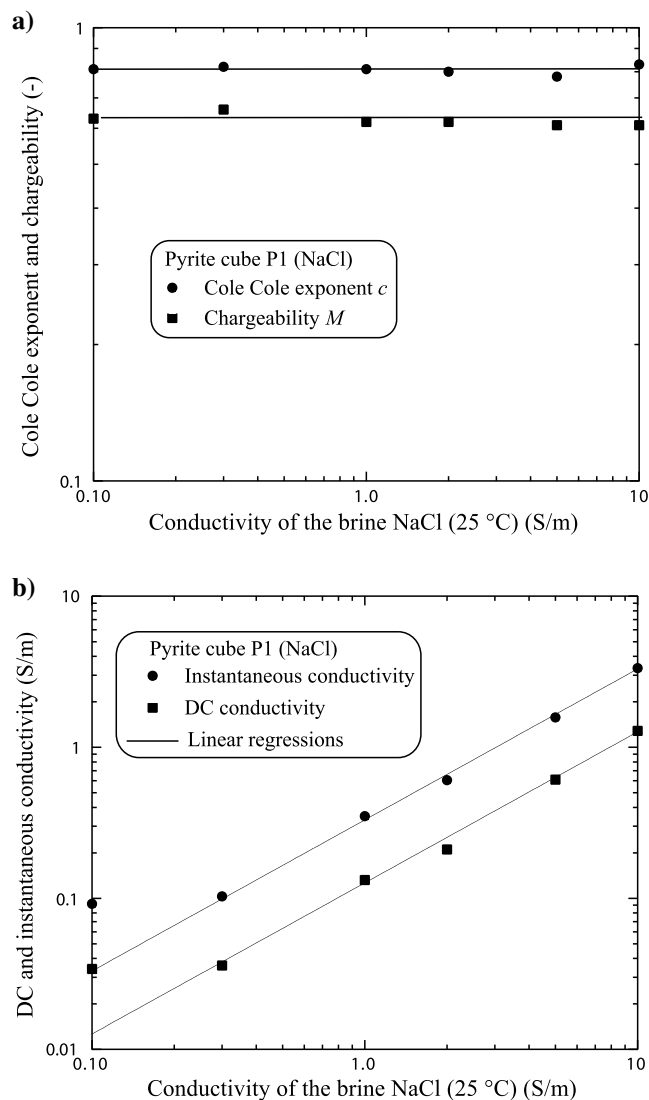 a)
1
Cole Cole exponent and chargeability (-)
Pyrite cube P1 (NaCl)
Cole Cole exponent c
Chargeability M
0.1
0.10
1.0
10
Conductivity of the brine NaCl (25 °C) (S/m)
b)
10
DC and instantaneous conductivity (S/m)
Pyrite cube P1 (NaCl)
Instantaneous conductivity
DC conductivity
Linear regressions
1
0.1
0.01
0.10
1.0
10
Conductivity of the brine NaCl (25 °C) (S/m)